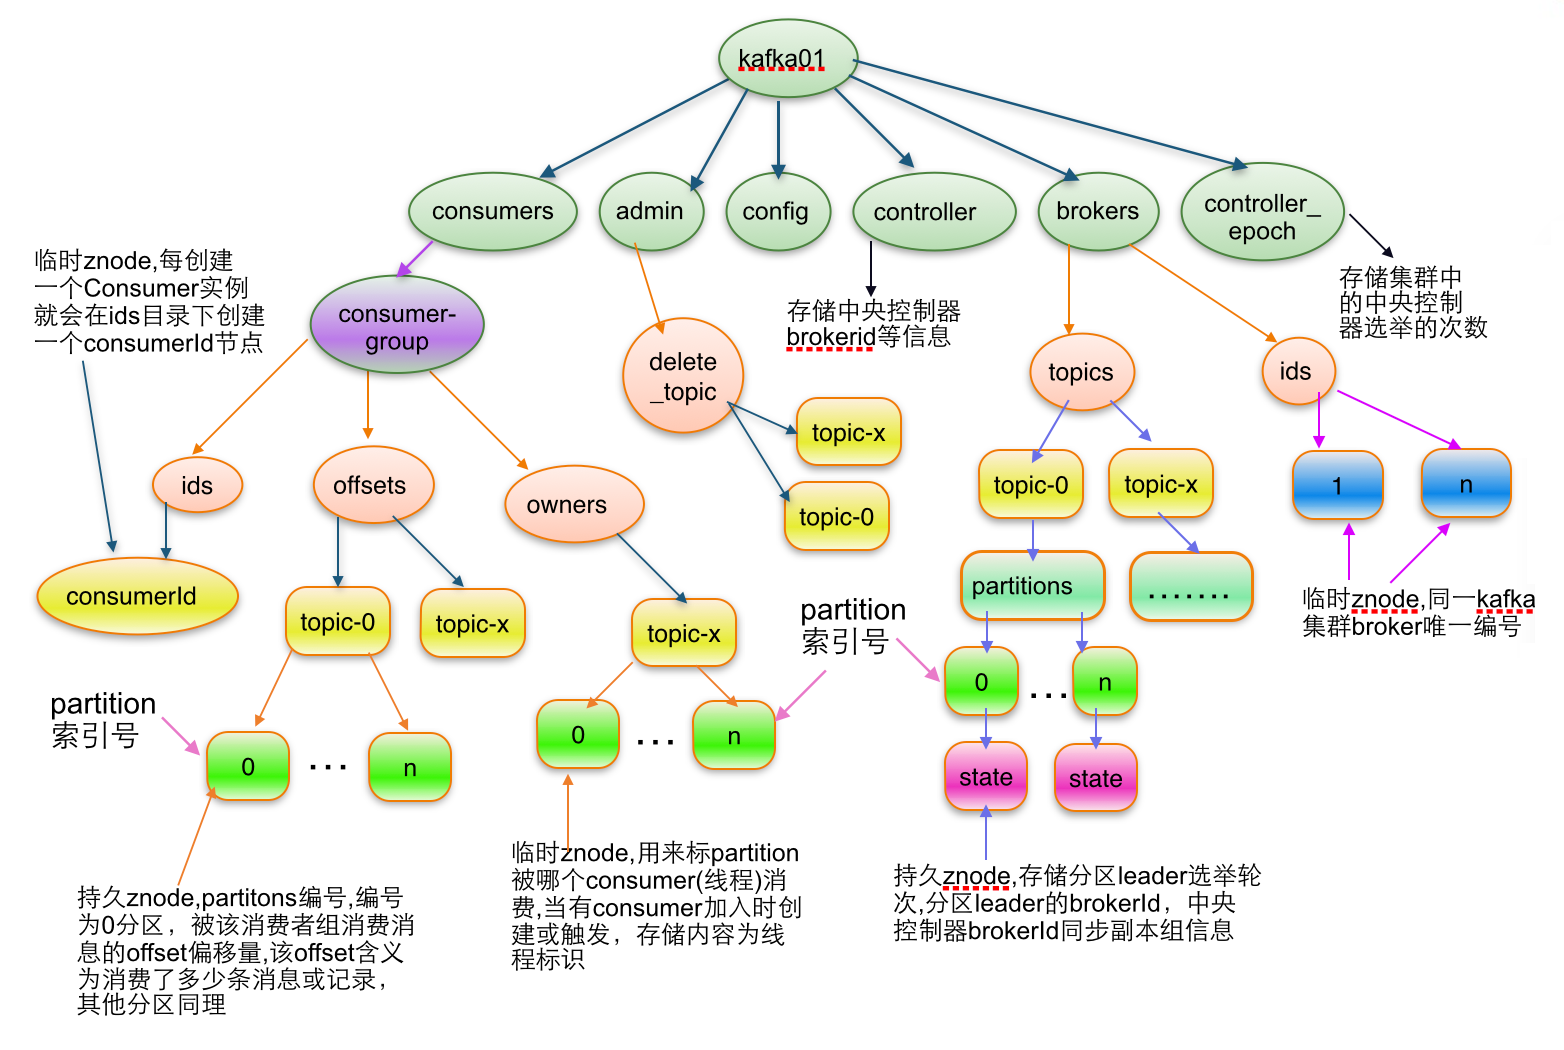 kafka01
consumers
admin
config
controller
brokers
controller_
epoch
临时znode,每创建
一个Consumer实例
就会在ids目录下创建
一个consumerId节点
consumer-
group
存储中央控制器
brokerid等信息
存储集群中
的中央控制
器选举的次数
delete
_topic
topics
ids
topic-x
topic-0
ids
offsets
owners
topic-0
topic-x
1
n
consumerId
topic-0
topic-x
topic-x
partition
索引号
partitions
.......
临时znode,同一kafka
集群broker唯一编号
partition
索引号
0
...
n
0
...
n
0
...
n
state
state
持久znode,partitons编号,编号
为0分区，被该消费者组消费消
息的offset偏移量,该offset含义
为消费了多少条消息或记录，
其他分区同理
临时znode,用来标partition
被哪个consumer(线程)消
费,当有consumer加入时创
建或触发，存储内容为线
程标识
持久znode,存储分区leader选举轮
次,分区leader的brokerId，中央
控制器brokerId同步副本组信息